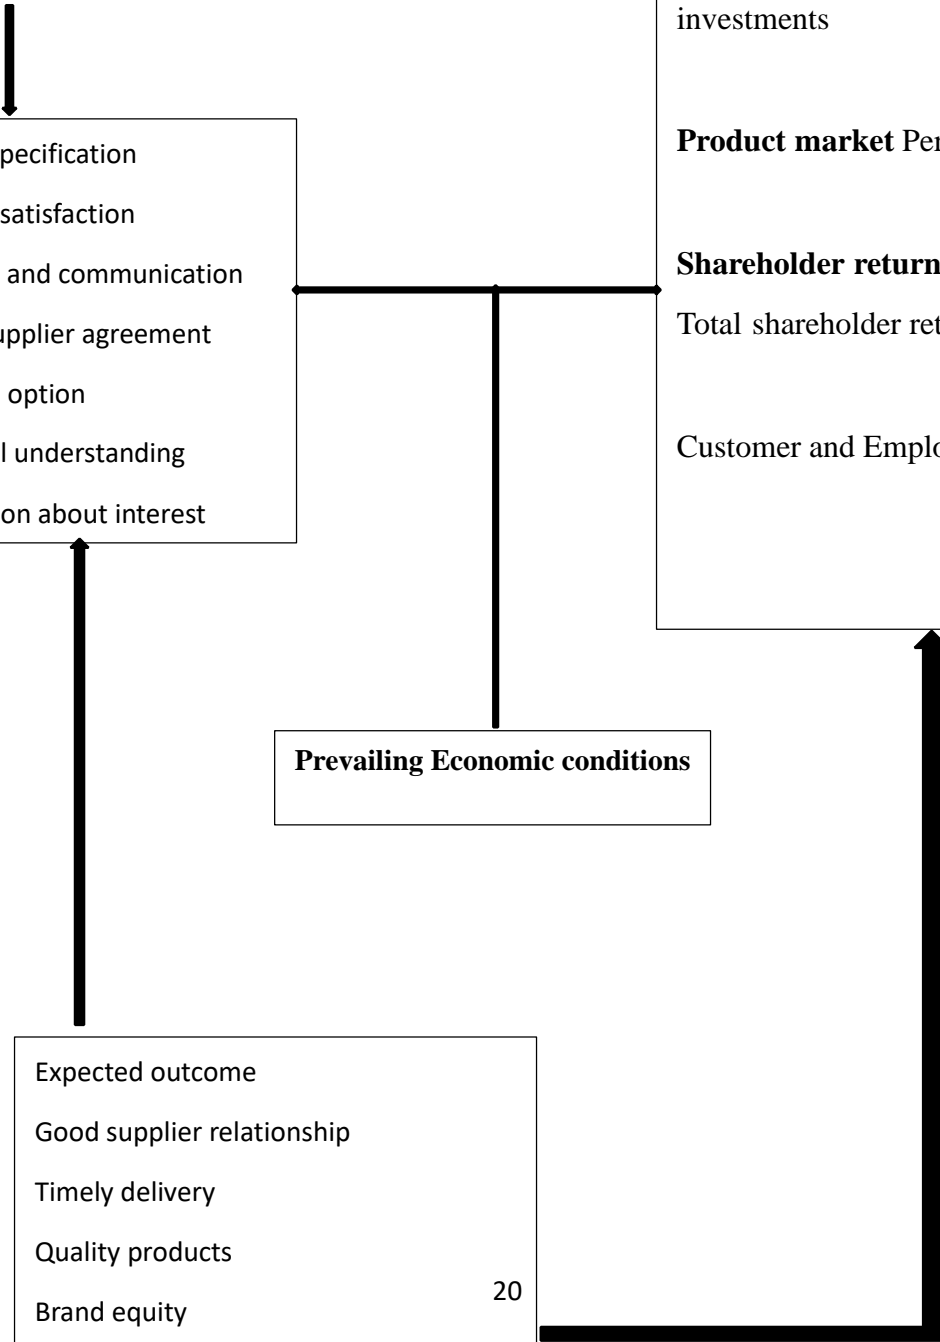 investments
Product market Per
Shareholder return
Total shareholder ret
Customer and Emplo
pecification
satisfaction
and communication
upplier agreement
option
l understanding
on about interest
Prevailing Economic conditions
Expected outcome
Good supplier relationship
Timely delivery
Quality products
Brand equity
20